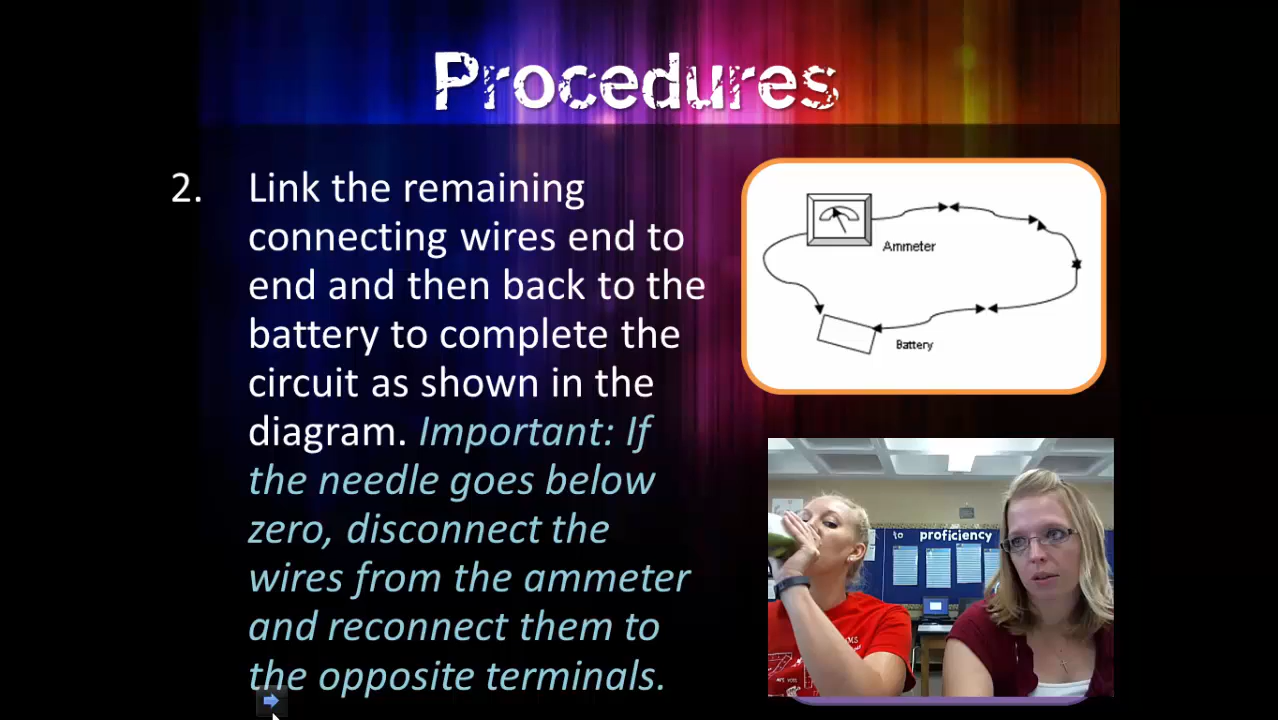 Procedures
2. Link the remaining
connecting wires end to
end and then back to the
battery to complete the
circuit as shown in the
diagram. Important: If
the needle goes below
zero, disconnect the
wires from the ammeter
and reconnect them to
the opposite terminals.
Ammeter
Battery
to proficiency